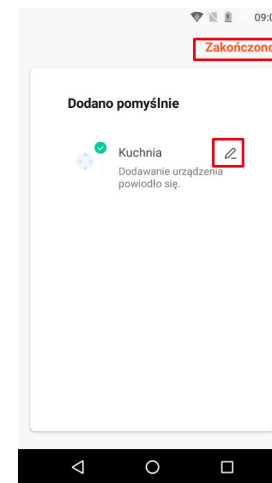 09:0
Zakończono
Dodano pomyślnie
Kuchnia
Dodawanie urządzenia
powiodło się.